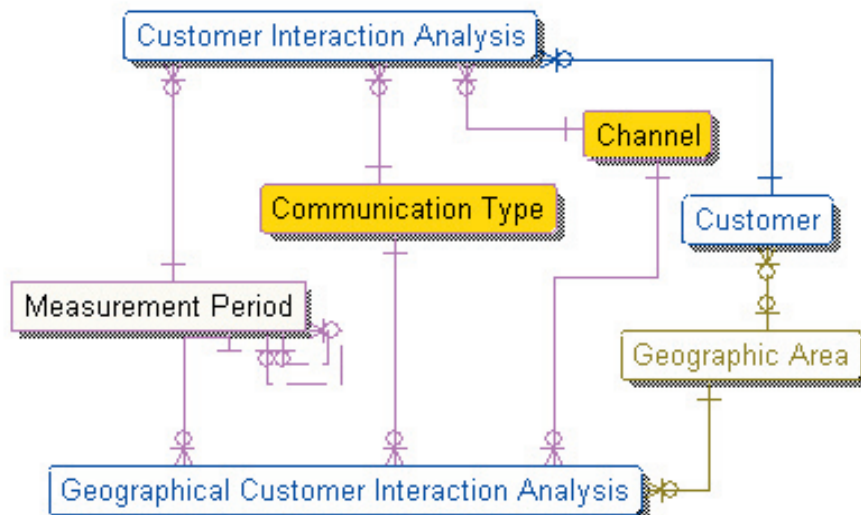 Customer Interaction Analysis
Channel
Communication Type
Customer
Measurement Period
Geographic Area
Geographical Customer Interaction Analysis